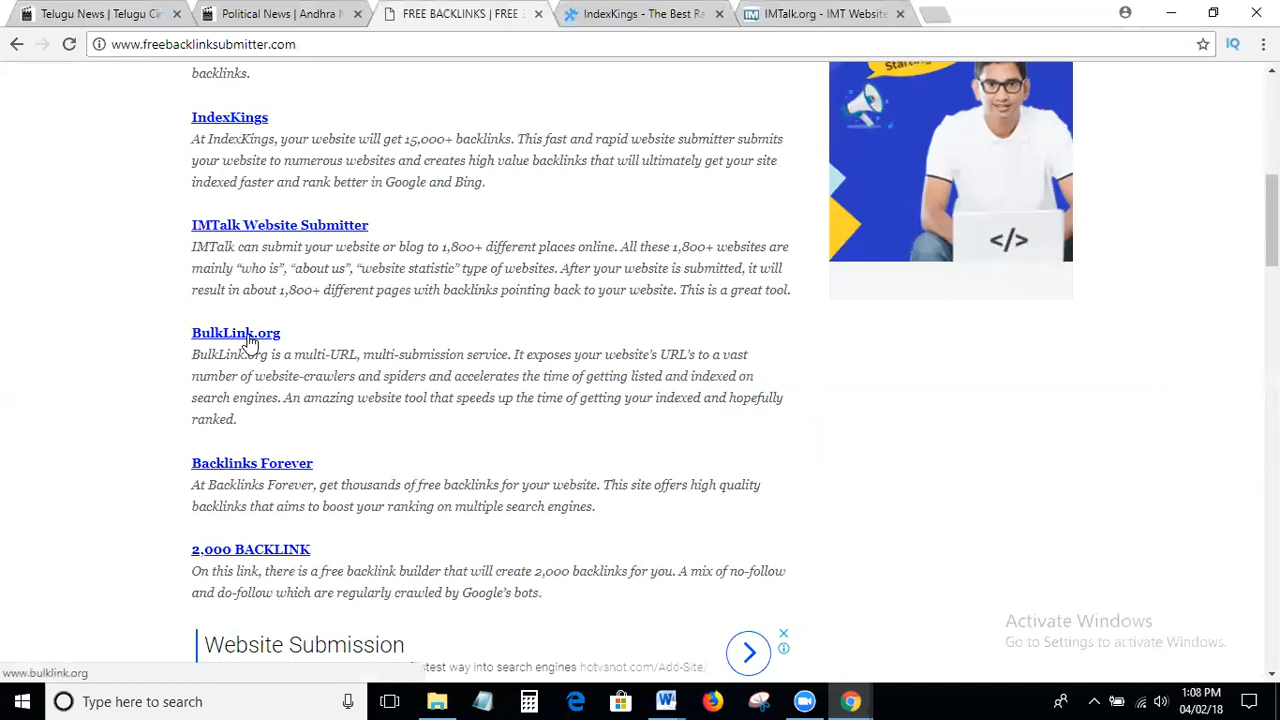 Telugu News | Telugu Cir
Political News | Andhra
FREE BACKLINKS | FREE
IndexKings - The Best Ra
IMTalk.org - IMT Website
www.freebacklinksubmitter.com
backlinks.
IndexKings
At IndexKings, your website will get 15,000+ backlinks. This fast and rapid website submitter submits
your website to numerous websites and creates high value backlinks that will ultimately get your site
indexed faster and rank better in Google and Bing.
IMTalk Website Submitter
IMTalk can submit your website or blog to 1,800+ different places online. All these 1,800+ websites are
mainly “who is”, “about us”, “website statistic” type of websites. After your website is submitted, it will
result in about 1,800+ different pages with backlinks pointing back to your website. This is a great tool.
BulkLink.org
BulkLink.org is a multi-URL, multi-submission service. It exposes your website’s URL’s to a vast
number of website-crawlers and spiders and accelerates the time of getting listed and indexed on
search engines. An amazing website tool that speeds up the time of getting your indexed and hopefully
ranked.
Backlinks Forever
At Backlinks Forever, get thousands of free backlinks for your website. This site offers high quality
backlinks that aims to boost your ranking on multiple search engines.
2,000 BACKLINK
On this link, there is a free backlink builder that will create 2,000 backlinks for you. A mix of no-follow
and do-follow which are regularly crawled by Google’s bots.
Website Submission
way into search engines hotvsnot.com/Add-Site/
Starting
</>
Activate Windows
Go to Settings to activate Windows.
www.bulklink.org
Type here to search
1:08 PM
04/02/18